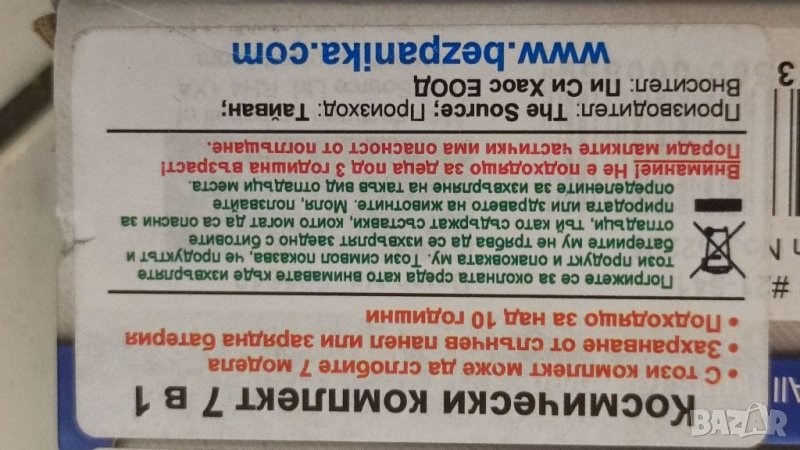 Космически комплект 7 в 1
• С този комплект може да сглобите 7 модела
• Захранване от слънчев панел или зарядна батерия
• Подходящо за над 10 годишни
Погрижете се за околната среда като внимавате къде изхвърляте
този продукт и опаковката му. Този символ показва, че продуктът и
батериите му не трябва да се изхвърлят заедно с битовите
отпадъци, тъй като съдържат съставки, които могат да са опасни за
природата или здравето на животните. Моля, ползвайте
определените за изхвърляне на такъв вид отпадъци места.
Внимание! Не е подходящо за деца под 3 годишна възраст!
Поради малките частички има опасност от поглъщане.
Производител: The Source; Произход: Тайван;
Вносител: Пи Си Хаос ЕООД
www.bezpanika.com
All
3
BAZAR